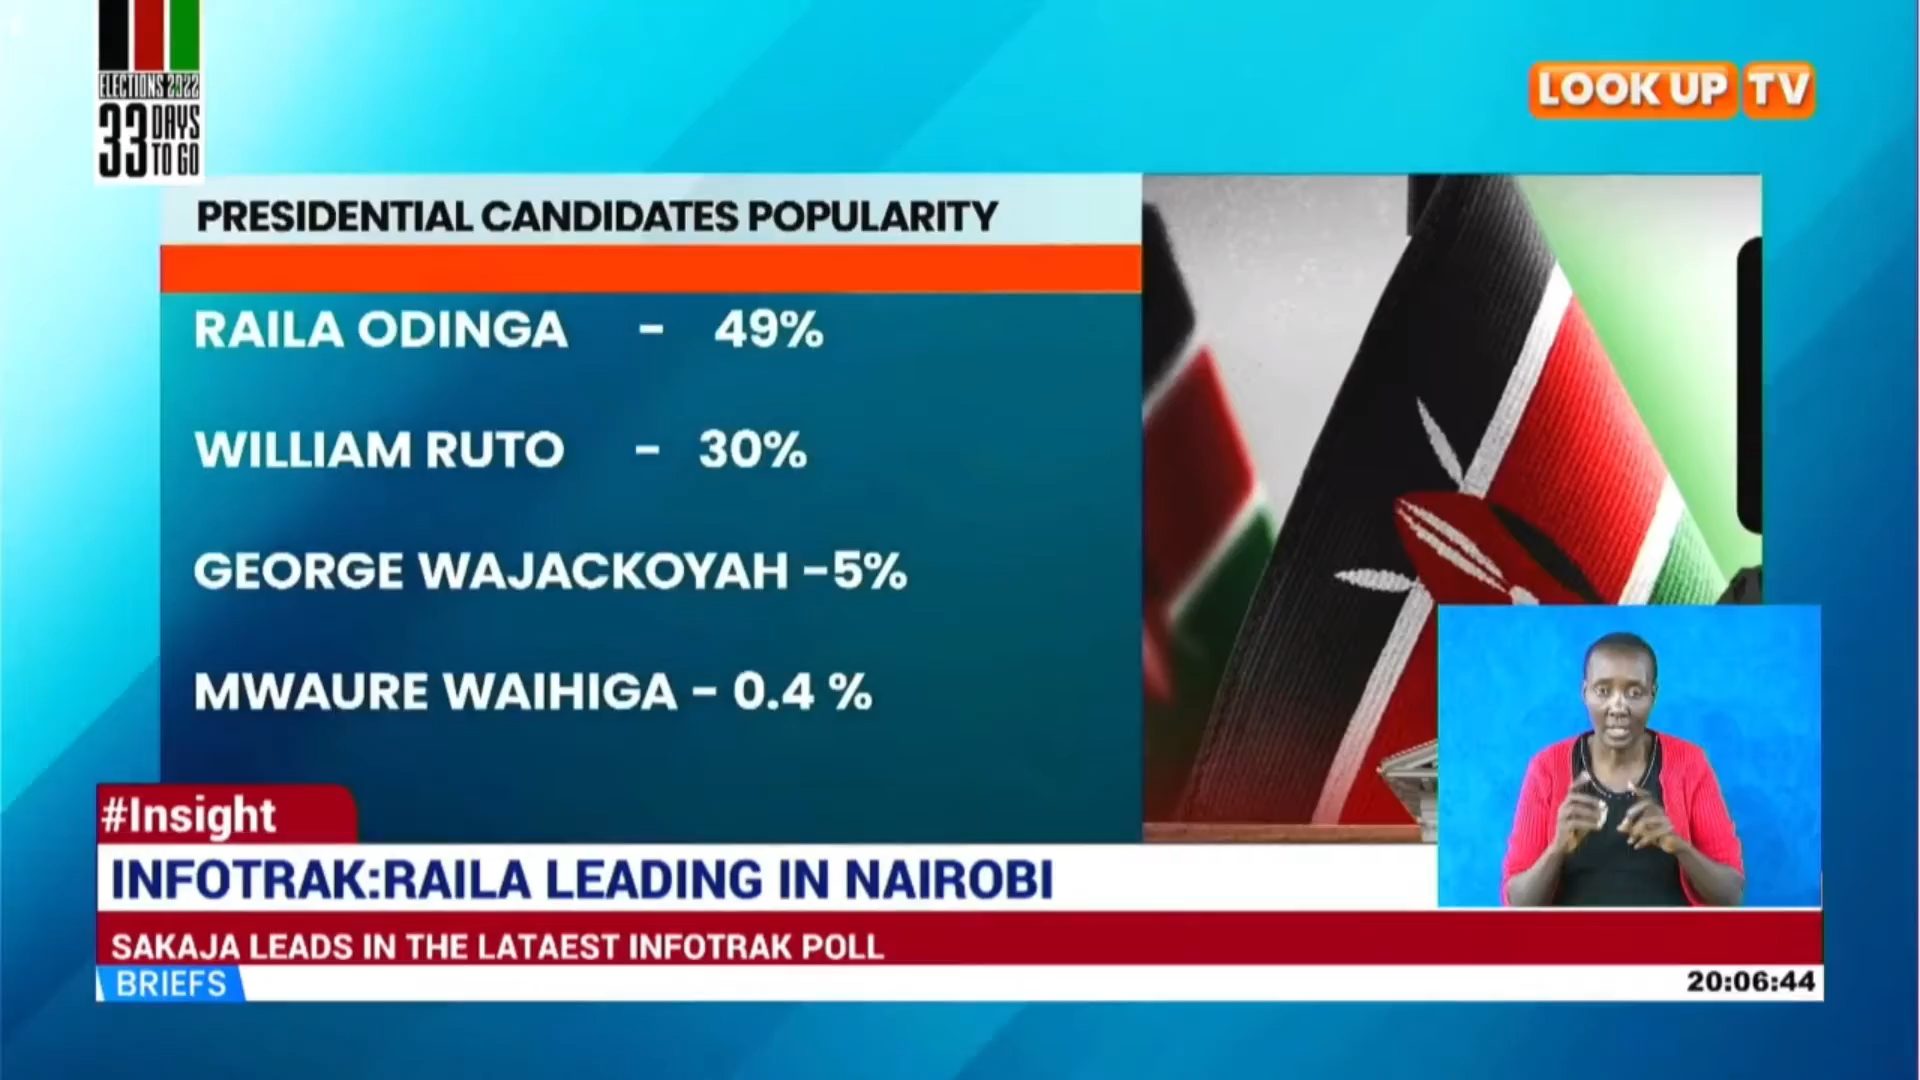 ELECTIONS 2022
33 DAYS TO GO
LOOK UP TV
PRESIDENTIAL CANDIDATES POPULARITY
RAILA ODINGA - 49%
WILLIAM RUTO - 30%
GEORGE WAJACKOYAH -5%
MWAURE WAIHIGA - 0.4 %
#Insight
INFOTRAK:RAILA LEADING IN NAIROBI
SAKAJA LEADS IN THE LATAEST INFOTRAK POLL
BRIEFS
20:06:44